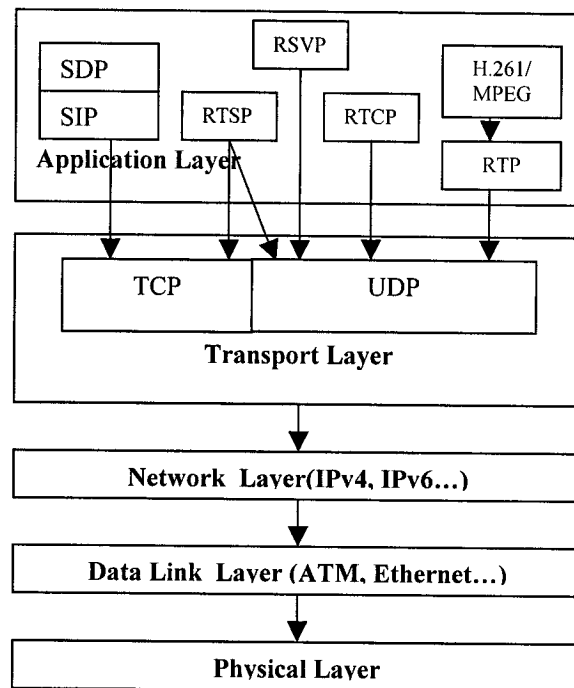 RSVP
SDP
H.261/
MPEG
SIP
RTSP
RTCP
Application Layer
RTP
TCP
UDP
Transport Layer
Network Layer(IPv4, IPv6...)
Data Link Layer (ATM, Ethernet...)
Physical Layer